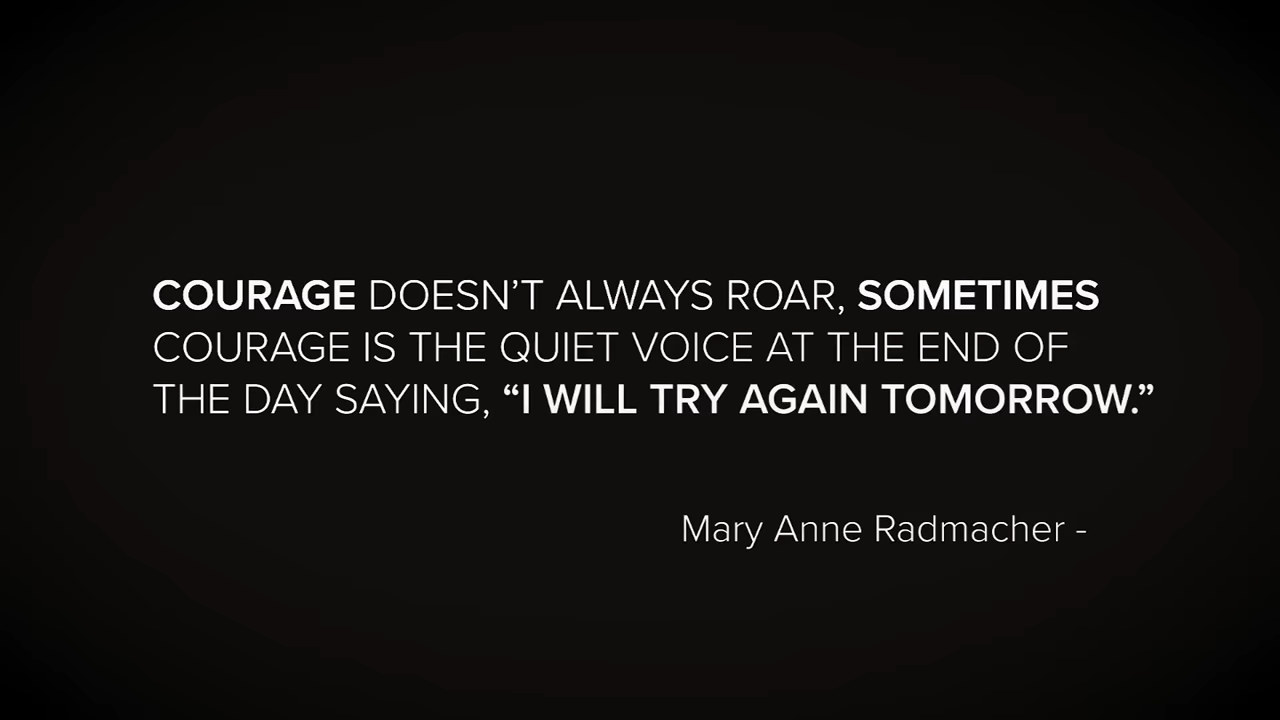 COURAGE DOESN’T ALWAYS ROAR, SOMETIMES
COURAGE IS THE QUIET VOICE AT THE END OF
THE DAY SAYING, “I WILL TRY AGAIN TOMORROW.”
Mary Anne Radmacher -